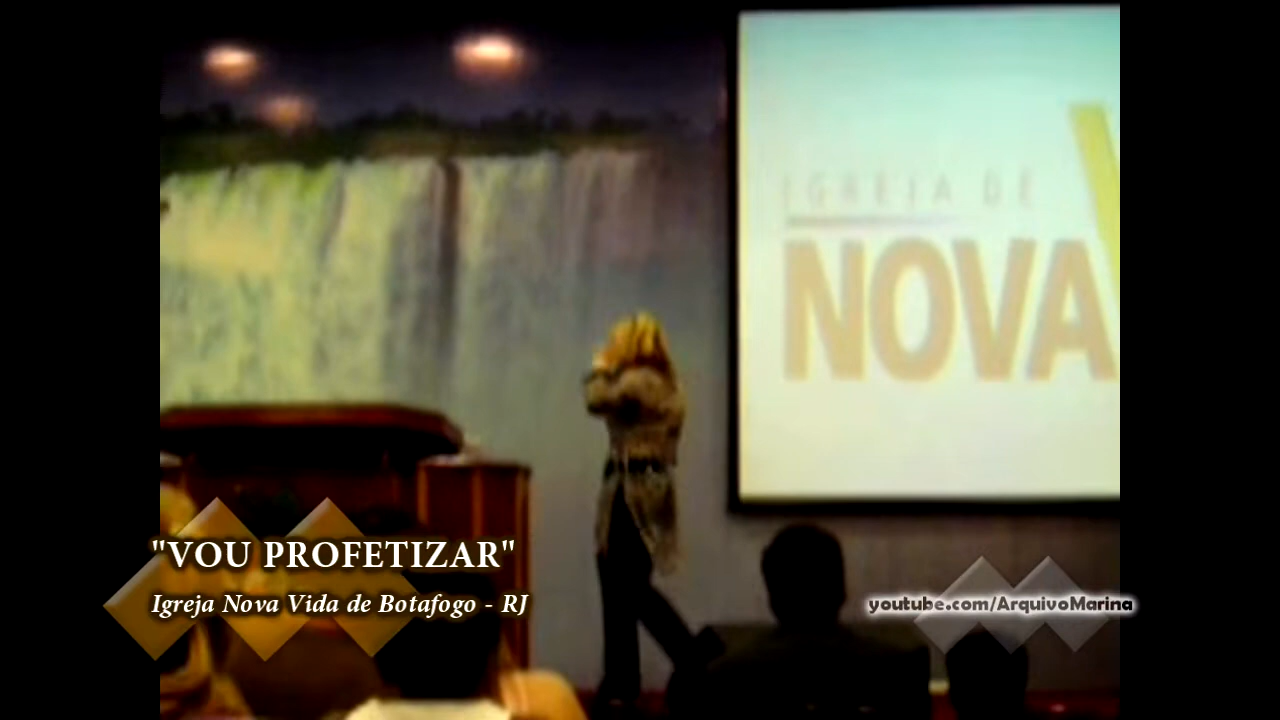 IGREJA DE
NOVA
"VOU PROFETIZAR"
Igreja Nova Vida de Botafogo - RJ
youtube.com/ArquivoMarina